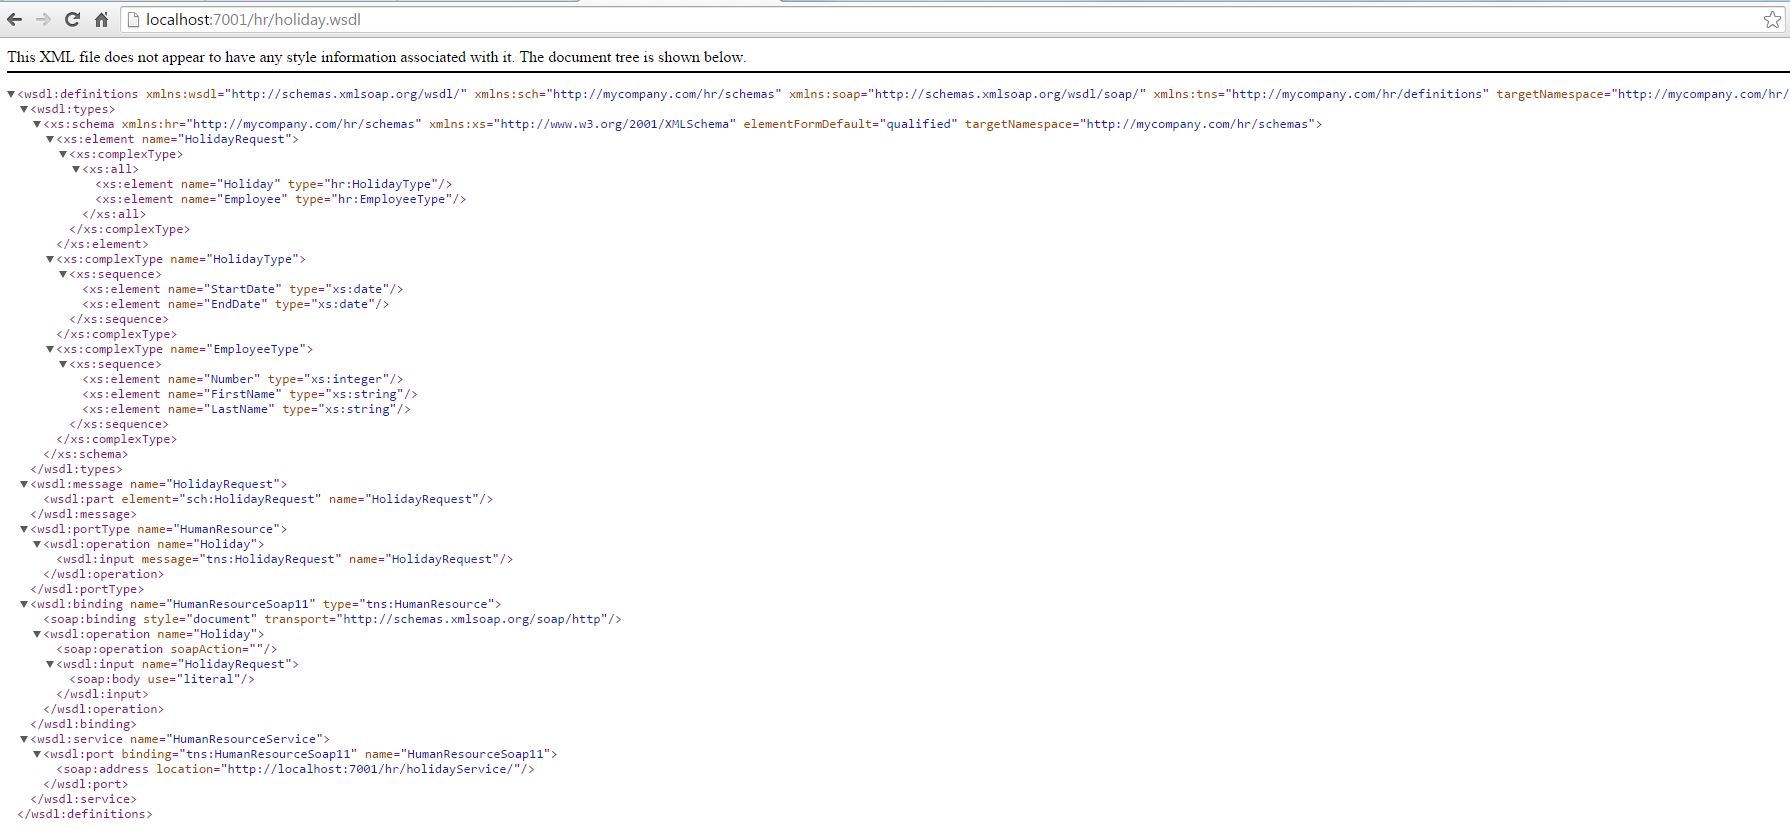 localhost:7001/hr/holiday.wsdl
This XML file does not appear to have any style information associated with it. The document tree is shown below.
<wsdl:definitions xmlns:wsdl="http://schemas.xmlsoap.org/wsdl/" xmlns:sch="http://mycompany.com/hr/schemas" xmlns:soap="http://schemas.xmlsoap.org/wsdl/soap/" xmlns:tns="http://mycompany.com/hr/definitions" targetNamespace="http://mycompany.com/hr/
<wsdl:types>
<xs:schema xmlns:hr="http://mycompany.com/hr/schemas" xmlns:xs="http://www.w3.org/2001/XMLSchema" elementFormDefault="qualified" targetNamespace="http://mycompany.com/hr/schemas">
<xs:element name="HolidayRequest">
<xs:complexType>
<xs:all>
<xs:element name="Holiday" type="hr:HolidayType"/>
<xs:element name="Employee" type="hr:EmployeeType"/>
</xs:all>
</xs:complexType>
</xs:element>
<xs:complexType name="HolidayType">
<xs:sequence>
<xs:element name="StartDate" type="xs:date"/>
<xs:element name="EndDate" type="xs:date"/>
</xs:sequence>
</xs:complexType>
<xs:complexType name="EmployeeType">
<xs:sequence>
<xs:element name="Number" type="xs:integer"/>
<xs:element name="FirstName" type="xs:string"/>
<xs:element name="LastName" type="xs:string"/>
</xs:sequence>
</xs:complexType>
</xs:schema>
</wsdl:types>
<wsdl:message name="HolidayRequest">
<wsdl:part element="sch:HolidayRequest" name="HolidayRequest"/>
</wsdl:message>
<wsdl:portType name="HumanResource">
<wsdl:operation name="Holiday">
<wsdl:input message="tns:HolidayRequest" name="HolidayRequest"/>
</wsdl:operation>
</wsdl:portType>
<wsdl:binding name="HumanResourceSoap11" type="tns:HumanResource">
<soap:binding style="document" transport="http://schemas.xmlsoap.org/soap/http"/>
<wsdl:operation name="Holiday">
<soap:operation soapAction=""/>
<wsdl:input name="HolidayRequest">
<soap:body use="literal"/>
</wsdl:input>
</wsdl:operation>
</wsdl:binding>
<wsdl:service name="HumanResourceService">
<wsdl:port binding="tns:HumanResourceSoap11" name="HumanResourceSoap11">
<soap:address location="http://localhost:7001/hr/holidayService/"/>
</wsdl:port>
</wsdl:service>
</wsdl:definitions>